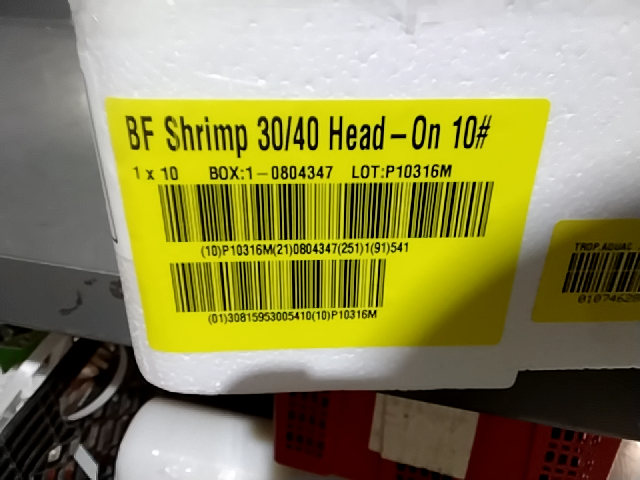 BF Shrimp 30/40 Head-On 10#
1 x 10 BOX:1-0804347 LOT:P10316M
(10)P10316M(21)0804347(251)1(91)541
(01)30815953005410(10)P10316M
TROP.AQUAC